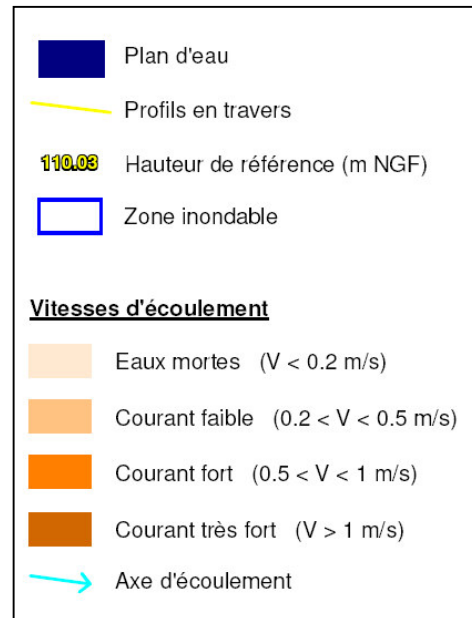 Plan d'eau
Profils en travers
110.03 Hauteur de référence (m NGF)
Zone inondable
Vitesses d'écoulement
Eaux mortes (V < 0.2 m/s)
Courant faible (0.2 < V < 0.5 m/s)
Courant fort (0.5 < V < 1 m/s)
Courant très fort (V > 1 m/s)
Axe d'écoulement